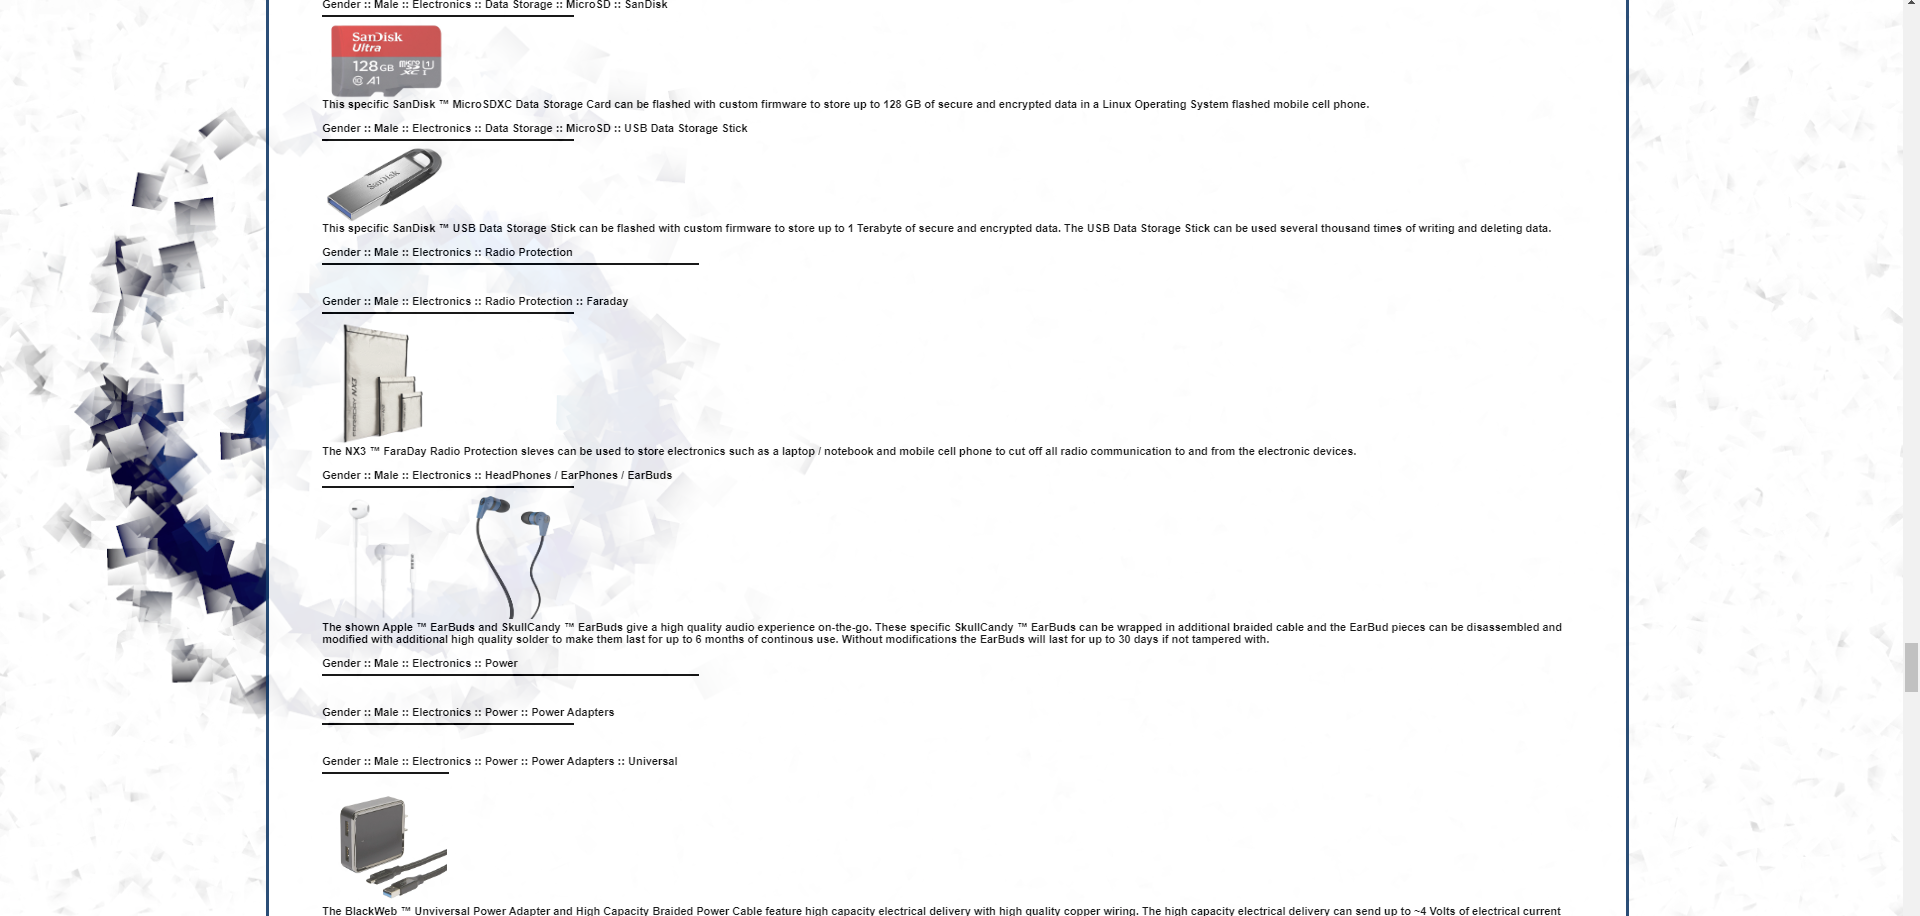 Gender :: Male :: Electronics :: Data Storage :: MicroSD :: SanDisk
SanDisk
Ultra
128 GB micro SD XC I 1
10 A1
This specific SanDisk ™ MicroSDXC Data Storage Card can be flashed with custom firmware to store up to 128 GB of secure and encrypted data in a Linux Operating System flashed mobile cell phone.
Gender :: Male :: Electronics :: Data Storage :: MicroSD :: USB Data Storage Stick
SanDisk
This specific SanDisk ™ USB Data Storage Stick can be flashed with custom firmware to store up to 1 Terabyte of secure and encrypted data. The USB Data Storage Stick can be used several thousand times of writing and deleting data.
Gender :: Male :: Electronics :: Radio Protection
Gender :: Male :: Electronics :: Radio Protection :: Faraday
The NX3 ™ FaraDay Radio Protection sleves can be used to store electronics such as a laptop / notebook and mobile cell phone to cut off all radio communication to and from the electronic devices.
Gender :: Male :: Electronics :: HeadPhones / EarPhones / EarBuds
The shown Apple ™ EarBuds and SkullCandy ™ EarBuds give a high quality audio experience on-the-go. These specific SkullCandy ™ EarBuds can be wrapped in additional braided cable and the EarBud pieces can be disassembled and
modified with additional high quality solder to make them last for up to 6 months of continous use. Without modifications the EarBuds will last for up to 30 days if not tampered with.
Gender :: Male :: Electronics :: Power
Gender :: Male :: Electronics :: Power :: Power Adapters
Gender :: Male :: Electronics :: Power :: Power Adapters :: Universal
The BlackWeb ™ Unviversal Power Adapter and High Capacity Braided Power Cable feature high capacity electrical delivery with high quality copper wiring. The high capacity electrical delivery can send up to ~4 Volts of electrical current